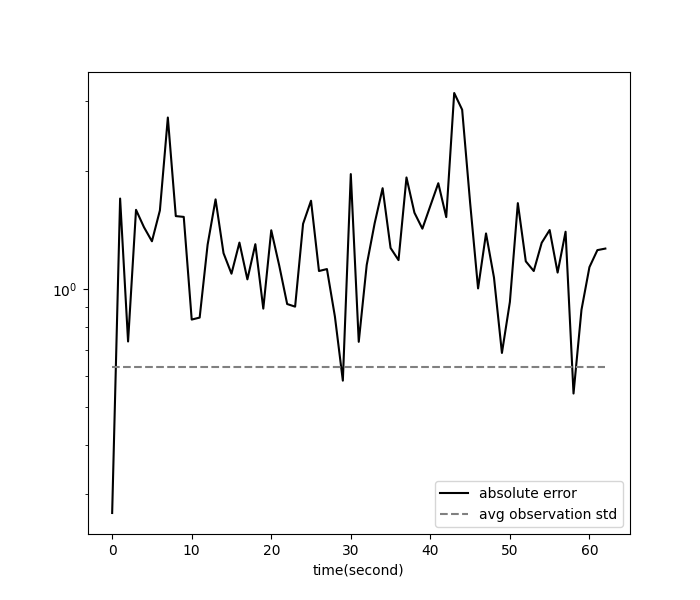 10⁰
0 10 20 30 40 50 60
time(second)
absolute error
avg observation std